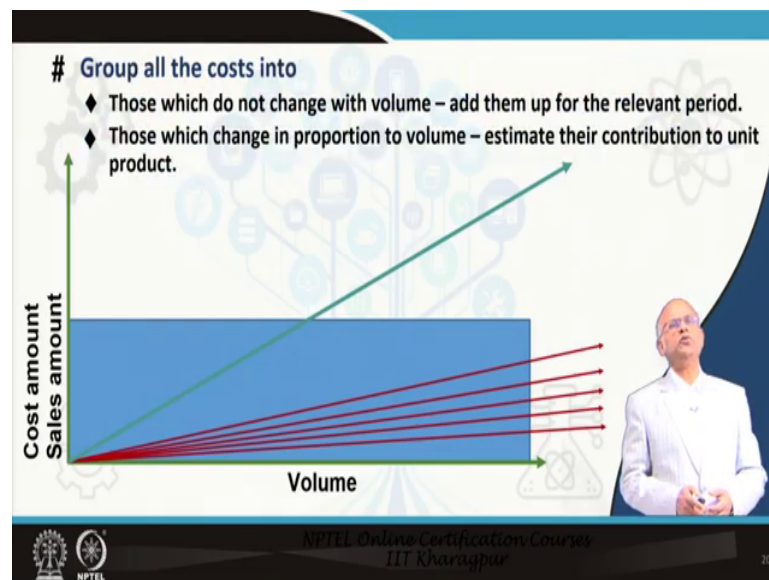 # Group all the costs into
♦ Those which do not change with volume – add them up for the relevant period.
♦ Those which change in proportion to volume – estimate their contribution to unit
product.
Cost amount
Sales amount
Volume
NPTEL Online Certification Courses
IIT Kharagpur
NPTEL